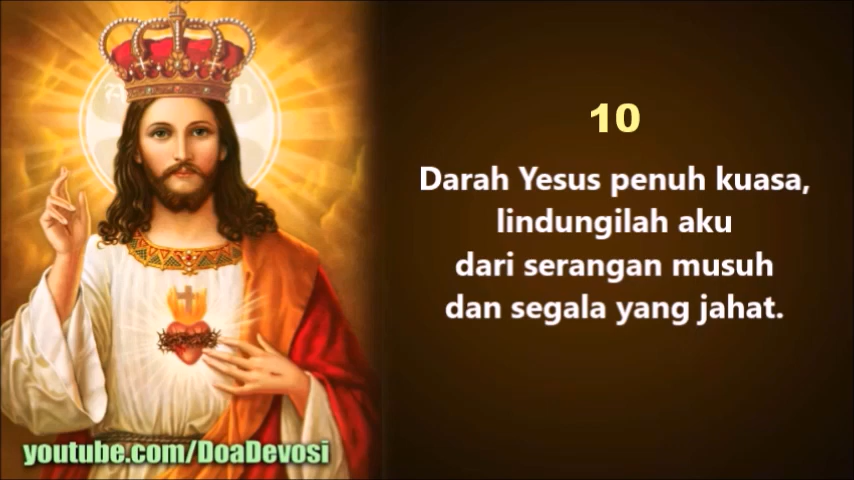 10
Darah Yesus penuh kuasa,
lindungilah aku
dari serangan musuh
dan segala yang jahat.
youtube.com/DoaDevosi